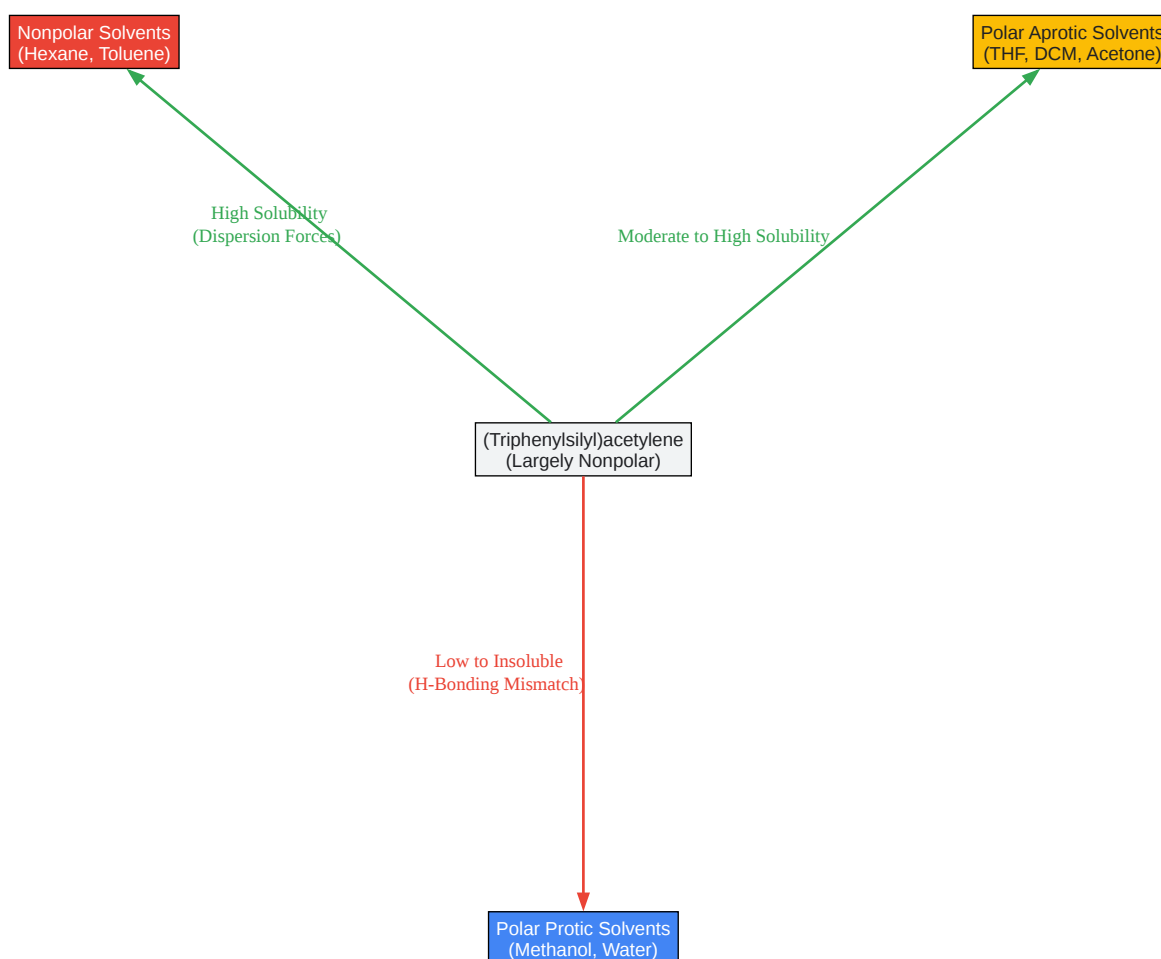 Nonpolar Solvents
(Hexane, Toluene)
Polar Aprotic Solvents
(THF, DCM, Acetone)
High Solubility
(Dispersion Forces)
Moderate to High Solubility
(Triphenylsilyl)acetylene
(Largely Nonpolar)
Low to Insoluble
(H-Bonding Mismatch)
Polar Protic Solvents
(Methanol, Water)